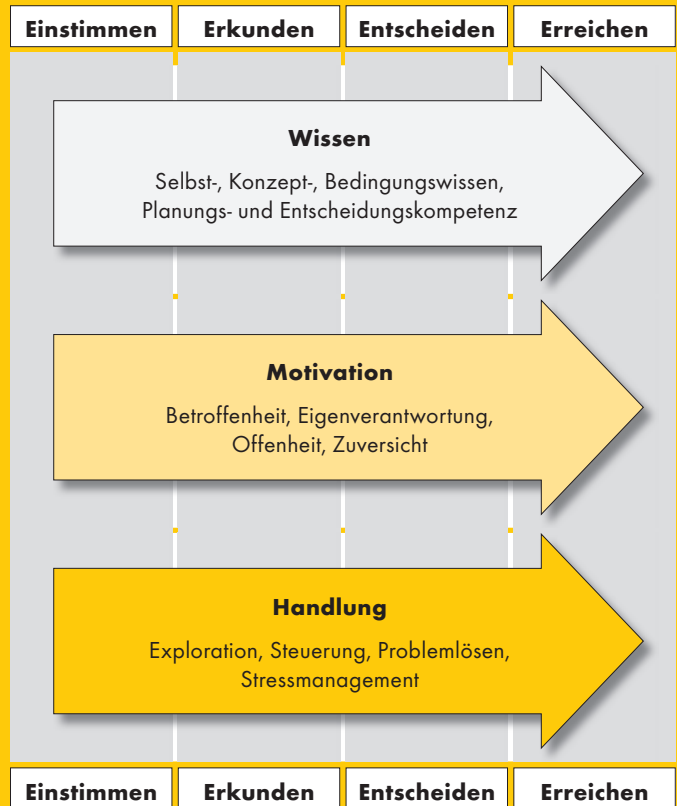 Einstimmen Erkunden Entscheiden Erreichen
Wissen
Selbst-, Konzept-, Bedingungswissen,
Planungs- und Entscheidungskompetenz
Motivation
Betroffenheit, Eigenverantwortung,
Offenheit, Zuversicht
Handlung
Exploration, Steuerung, Problemlösen,
Stressmanagement
Einstimmen Erkunden Entscheiden Erreichen